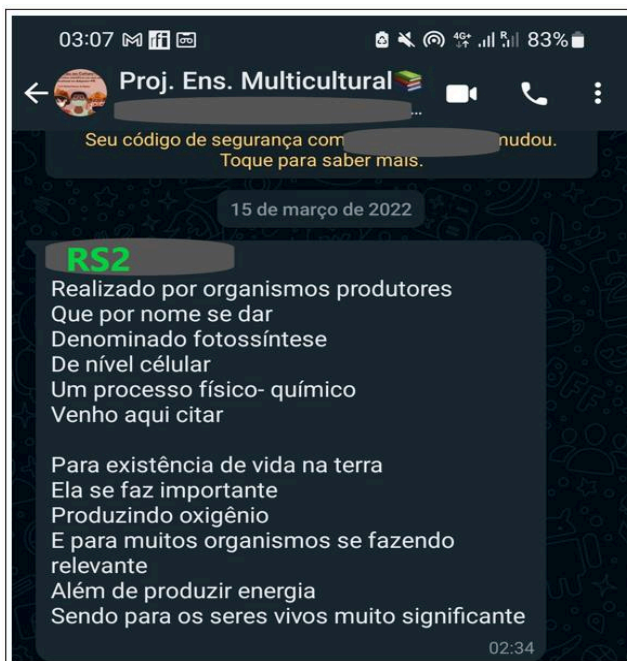 03:07
4G+ R 83%
Proj. Ens. Multicultural
...
Seu código de segurança com nudou.
Toque para saber mais.
15 de março de 2022
RS2
Realizado por organismos produtores
Que por nome se dar
Denominado fotossíntese
De nível célular
Um processo físico- químico
Venho aqui citar
Para existência de vida na terra
Ela se faz importante
Produzindo oxigênio
E para muitos organismos se fazendo
relevante
Além de produzir energia
Sendo para os seres vivos muito significante
02:34